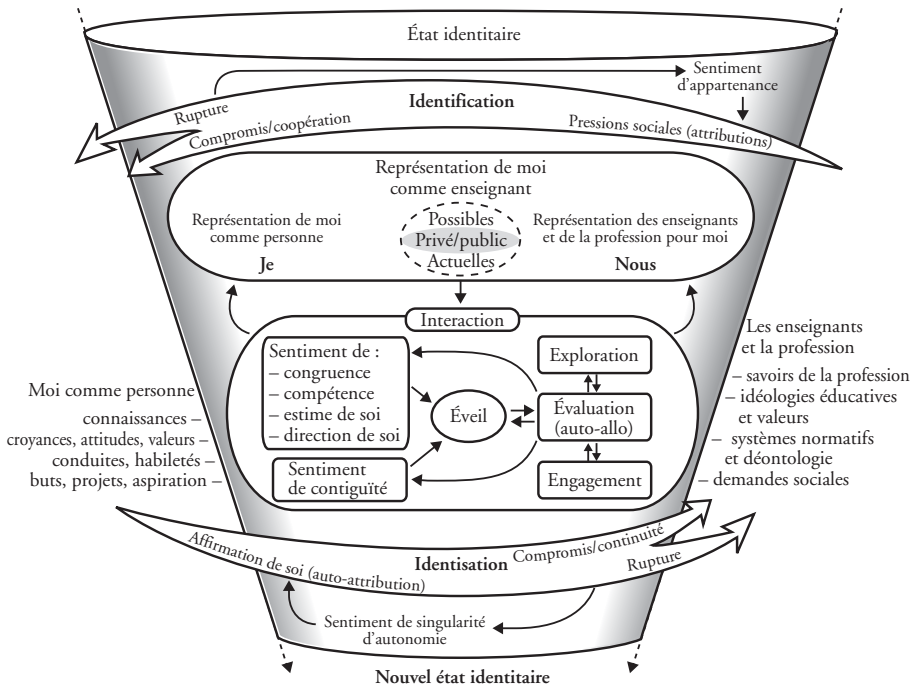 État identitaire
Sentiment
d'appartenance
Rupture
Identification
Compromis/coopération
Pressions sociales (attributions)
Représentation de moi
comme enseignant
Représentation de moi
comme personne
Je
Possibles
Privé/public
Actuelles
Représentation des enseignants
et de la profession pour moi
Nous
Interaction
Sentiment de :
– congruence
– compétence
– estime de soi
– direction de soi
Sentiment
de contiguïté
Éveil
Exploration
Évaluation
(auto-allo)
Engagement
Moi comme personne
connaissances –
croyances, attitudes, valeurs –
conduites, habiletés –
buts, projets, aspiration –
Les enseignants
et la profession
– savoirs de la profession
– idéologies éducatives
et valeurs
– systèmes normatifs
et déontologie
– demandes sociales
Affirmation de soi (auto-attribution)
Identisation
Compromis/continuité
Rupture
Sentiment de singularité
d'autonomie
Nouvel état identitaire